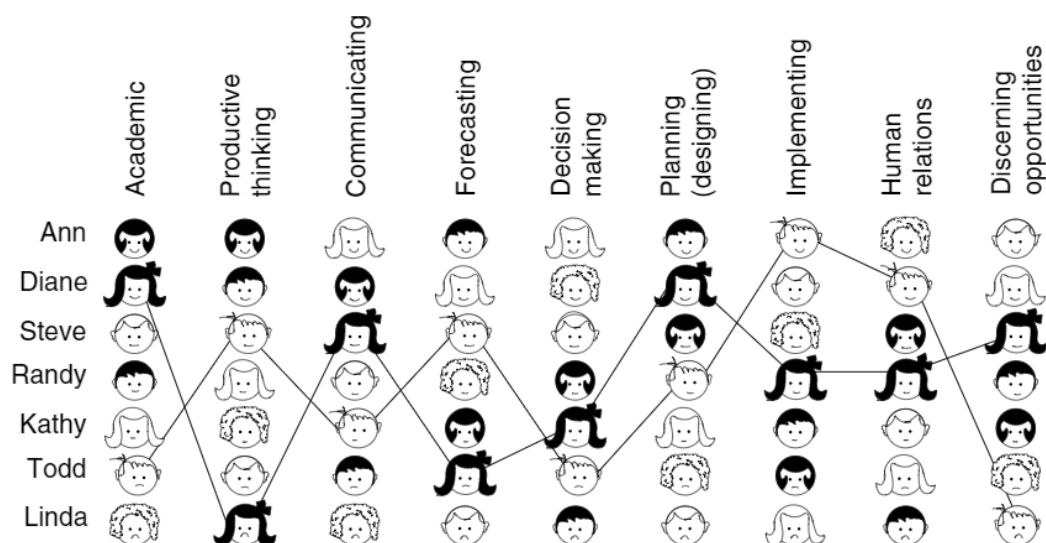 Academic
Productive
thinking
Communicating
Forecasting
Decision
making
Planning
(designing)
Implementing
Human
relations
Discerning
opportunities
Ann
Diane
Steve
Randy
Kathy
Todd
Linda